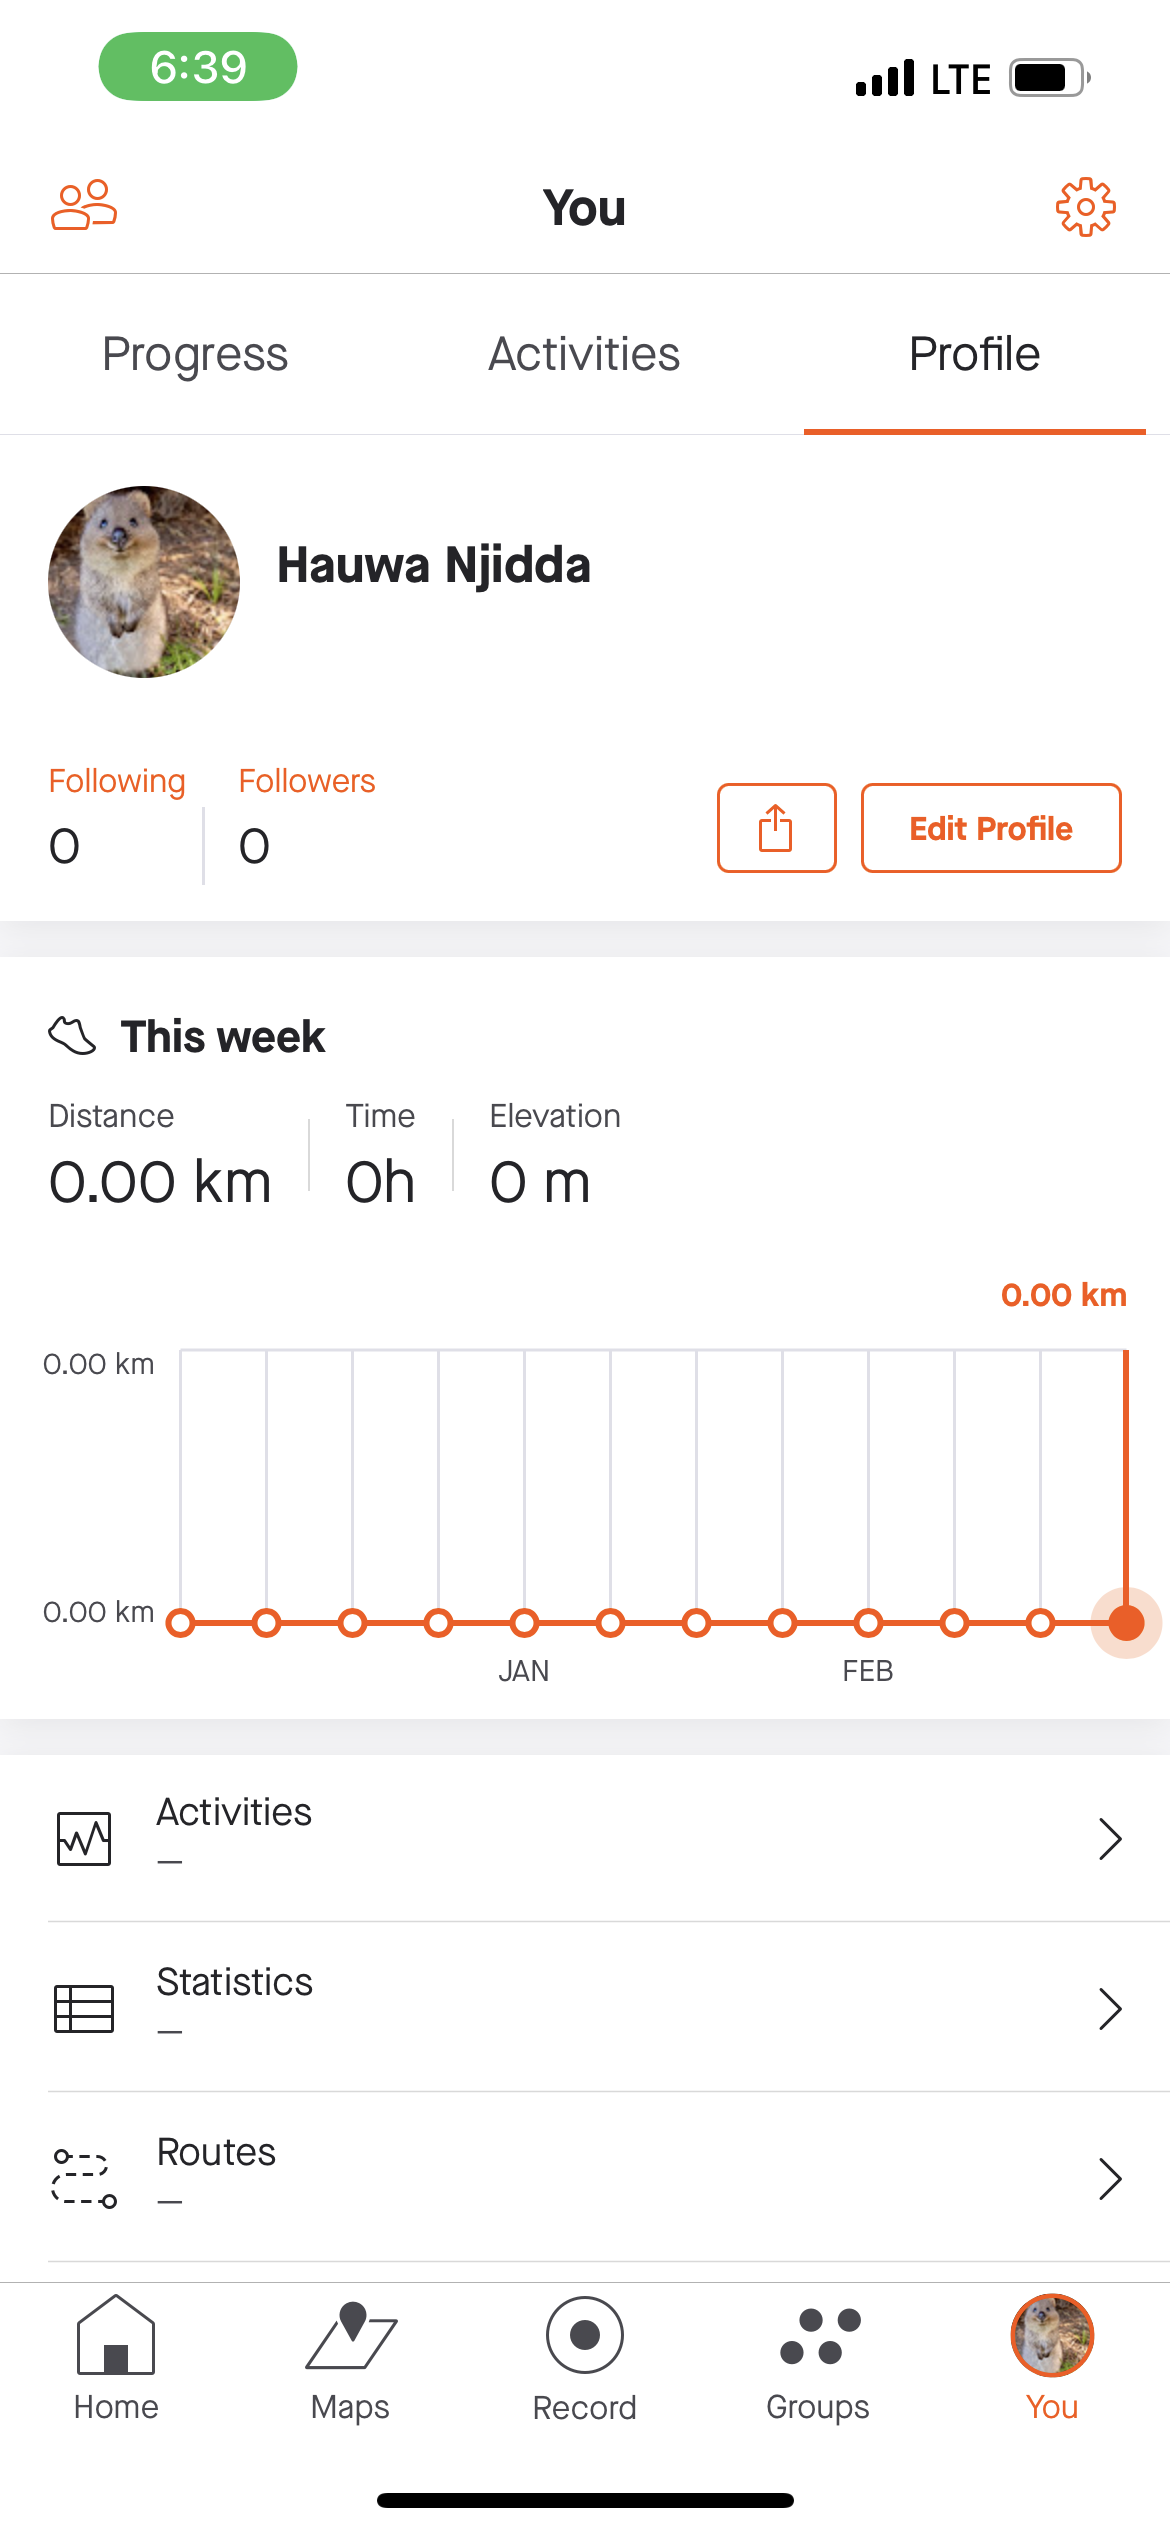 6:39 LTE
You
Progress Activities Profile
Hauwa Njidda
Following Followers
0 0
Edit Profile
This week
Distance Time Elevation
0.00 km 0h 0 m
0.00 km
0.00 km
0.00 km
JAN FEB
Activities
—
Statistics
—
Routes
—
Home Maps Record Groups You